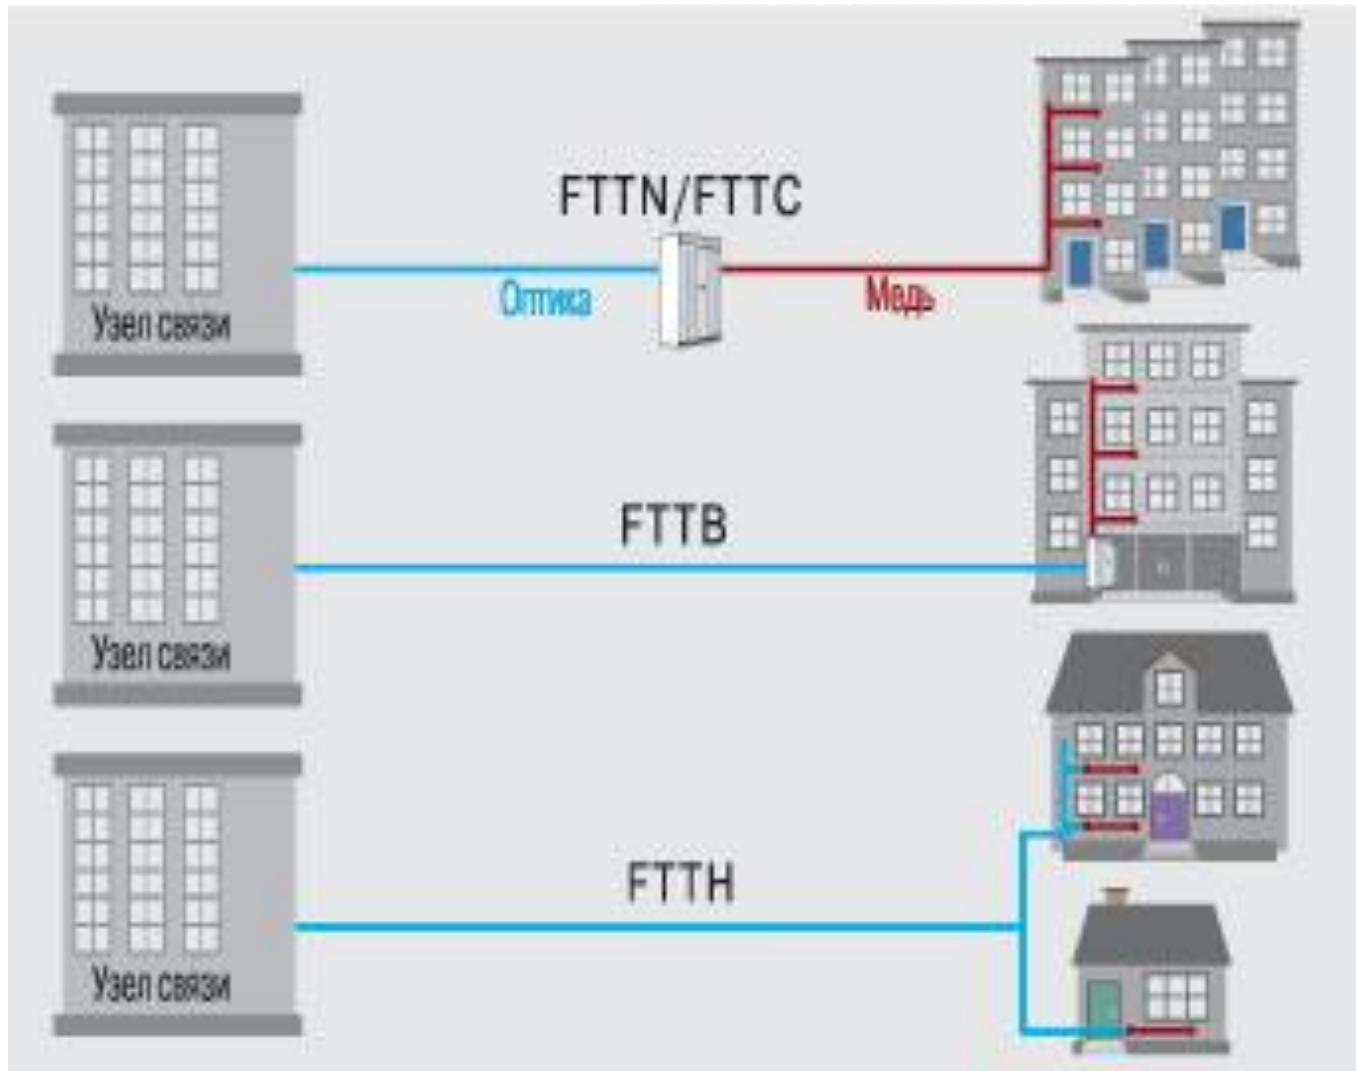 FTTN/FTTC
Оптика
Медь
Узел связи
FTTB
Узел связи
FTTH
Узел связи